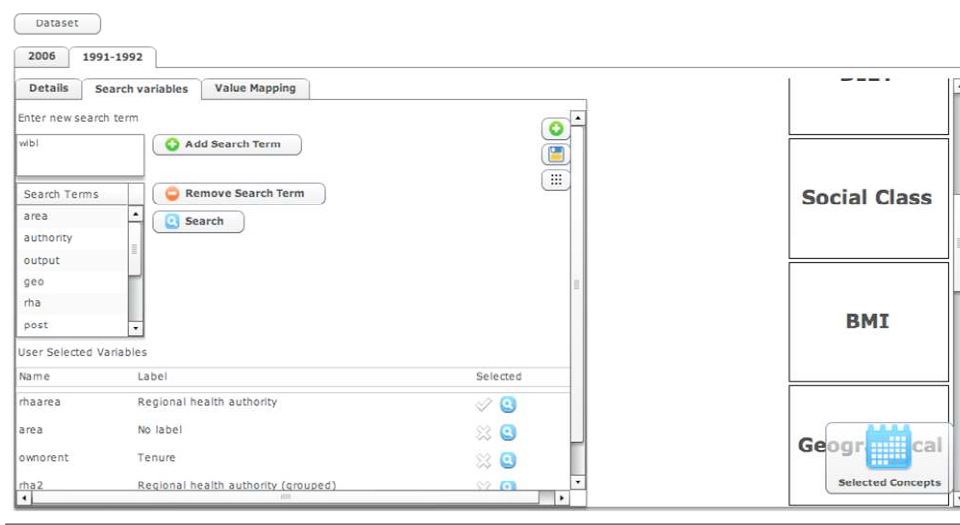 Dataset
2006
1991-1992
Details
Search variables
Value Mapping
Enter new search term
wibl
Add Search Term
Search Terms
Remove Search Term
area
Search
authority
output
geo
rha
post
User Selected Variables
Name
Label
Selected
rhaarea
Regional health authority
area
No label
ownorent
Tenure
rha2
Regional health authority (grouped)
Social Class
BMI
Selected Concepts